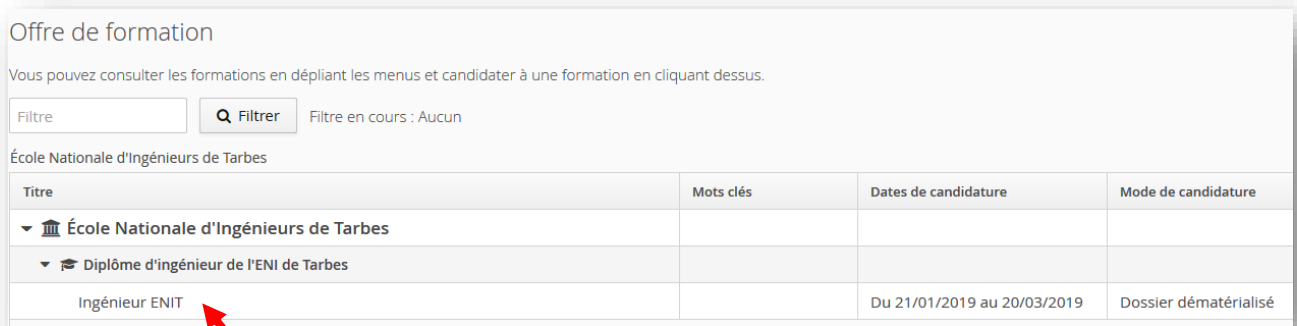 Offre de formation
Vous pouvez consulter les formations en dépliant les menus et candidater à une formation en cliquant dessus.
Filtre Filtrer Filtre en cours : Aucun
École Nationale d'Ingénieurs de Tarbes
Titre Mots clés Dates de candidature Mode de candidature
École Nationale d'Ingénieurs de Tarbes
Diplôme d'ingénieur de l'ENI de Tarbes
Ingénieur ENIT Du 21/01/2019 au 20/03/2019 Dossier dématérialisé